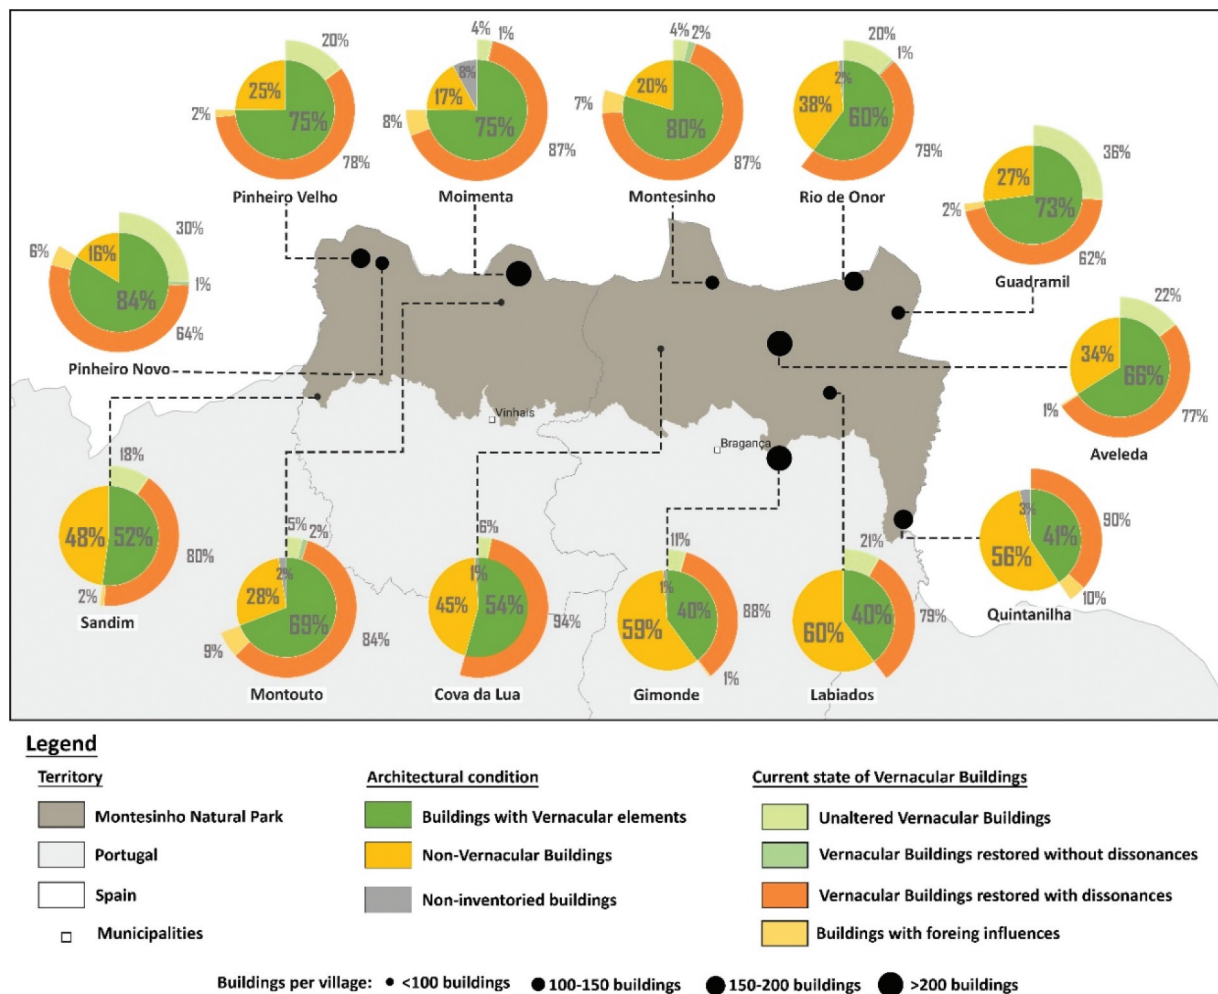 20%
25%
75%
2%
78%
Pinheiro Velho
4%
1%
8%
17%
75%
8%
87%
Moimenta
4%
2%
20%
80%
7%
87%
Montesinho
20%
1%
2%
38%
60%
79%
Rio de Onor
36%
27%
73%
2%
62%
Guadramil
30%
6%
16%
84%
1%
64%
Pinheiro Novo
22%
34%
66%
1%
77%
Aveleda
Vinhais
Bragança
18%
48%
52%
80%
2%
Sandim
5%
2%
2%
28%
69%
84%
9%
Montouto
6%
1%
45%
54%
94%
Cova da Lua
11%
1%
40%
59%
88%
1%
Gimonde
21%
40%
60%
79%
Labiados
90%
3%
41%
56%
10%
Quintanilha
Legend
Territory
Montesinho Natural Park
Portugal
Spain
Municipalities
Architectural condition
Buildings with Vernacular elements
Non-Vernacular Buildings
Non-inventoried buildings
Current state of Vernacular Buildings
Unaltered Vernacular Buildings
Vernacular Buildings restored without dissonances
Vernacular Buildings restored with dissonances
Buildings with foreing influences
Buildings per village: <100 buildings 100-150 buildings 150-200 buildings >200 buildings